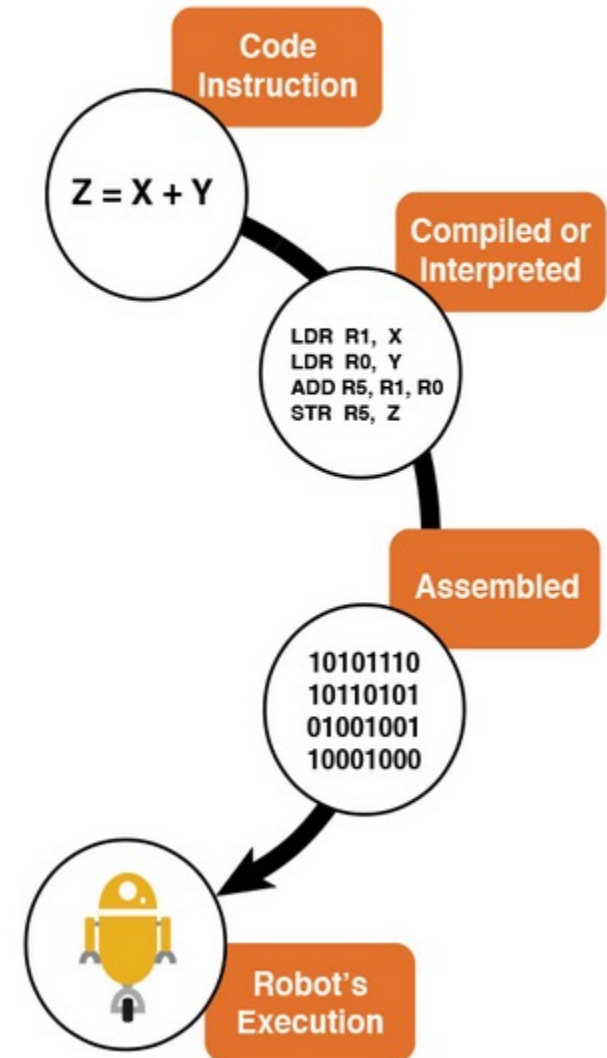 Code
Instruction
Z = X + Y
Compiled or
Interpreted
LDR R1, X
LDR R0, Y
ADD R5, R1, R0
STR R5, Z
Assembled
10101110
10110101
01001001
10001000
Robot's
Execution